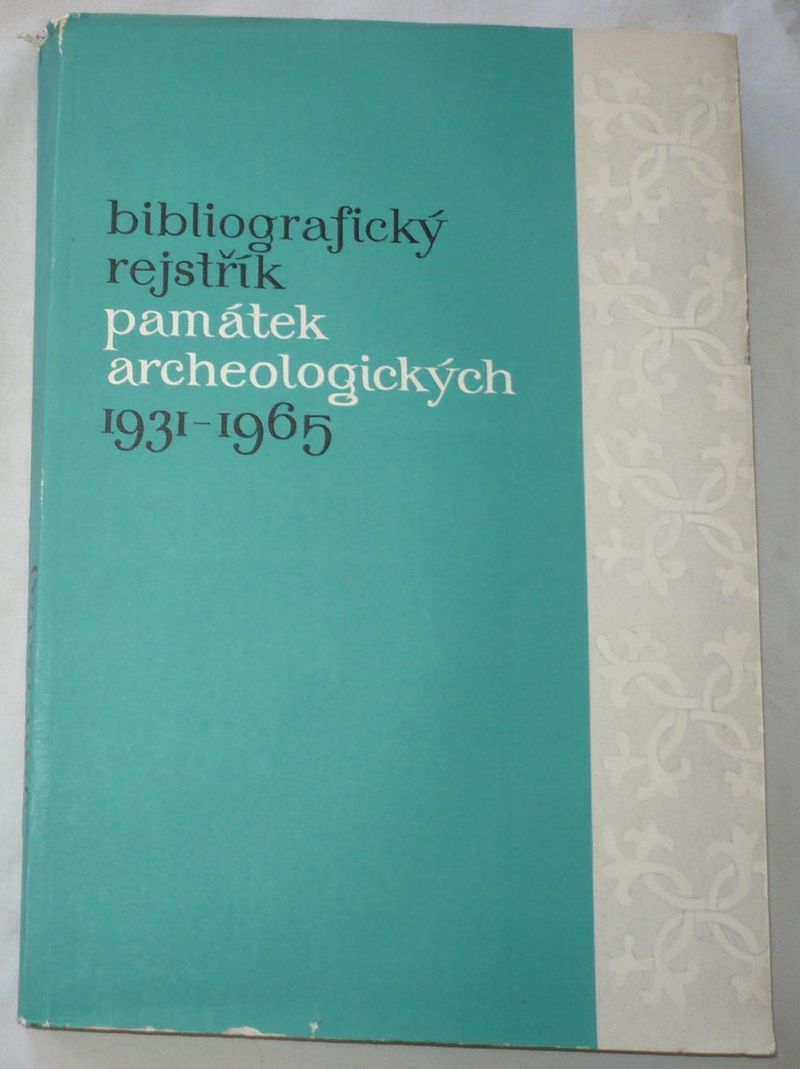 bibliografický
rejstřík
památek
archeologických
1931-1965